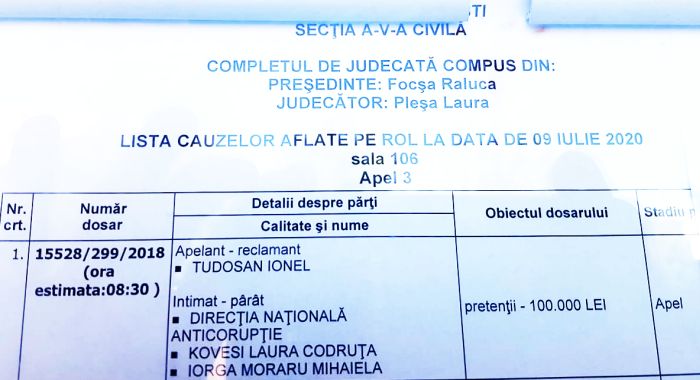 ȘTI
SECȚIA A-V-A CIVILĂ
COMPLETUL DE JUDECATĂ COMPUS DIN:
PREŞEDINTE: Focşa Raluca
JUDECĂTOR: Pleşa Laura
LISTA CAUZELOR AFLATE PE ROL LA DATA DE 09 IULIE 2020
sala 106
Apel 3
Nr. crt.
Număr dosar
Detalii despre părţi
Calitate şi nume
Obiectul dosarului
Stadiu
1.
15528/299/2018
(ora
estimata:08:30 )
Apelant - reclamant
▪ TUDOSAN IONEL
Intimat - pârât
▪ DIRECŢIA NAŢIONALĂ
ANTICORUPŢIE
▪ KOVESI LAURA CODRUŢA
▪ IORGA MORARU MIHAIELA
pretenţii - 100.000 LEI
Apel